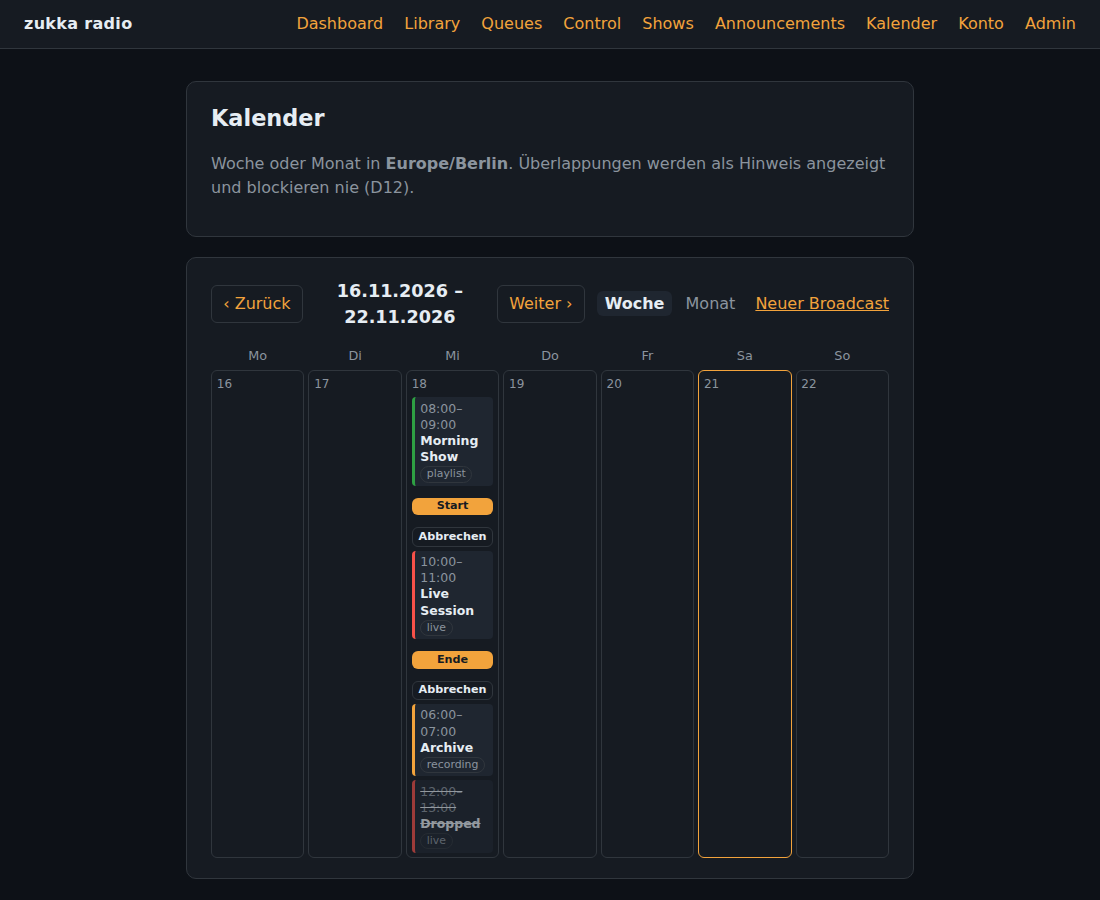 zukka radio Dashboard Library Queues Control Shows Announcements Kalender Konto Admin
Kalender
Woche oder Monat in Europe/Berlin. Überlappungen werden als Hinweis angezeigt
und blockieren nie (D12).
‹ Zurück
16.11.2026 –
22.11.2026
Weiter › Woche Monat Neuer Broadcast
Mo Di Mi Do Fr Sa So
16 17 18 19 20 21 22
08:00–
09:00
Morning
Show
playlist
Start
Abbrechen
10:00–
11:00
Live
Session
live
Ende
Abbrechen
06:00–
07:00
Archive
recording
12:00–
13:00
Dropped
live